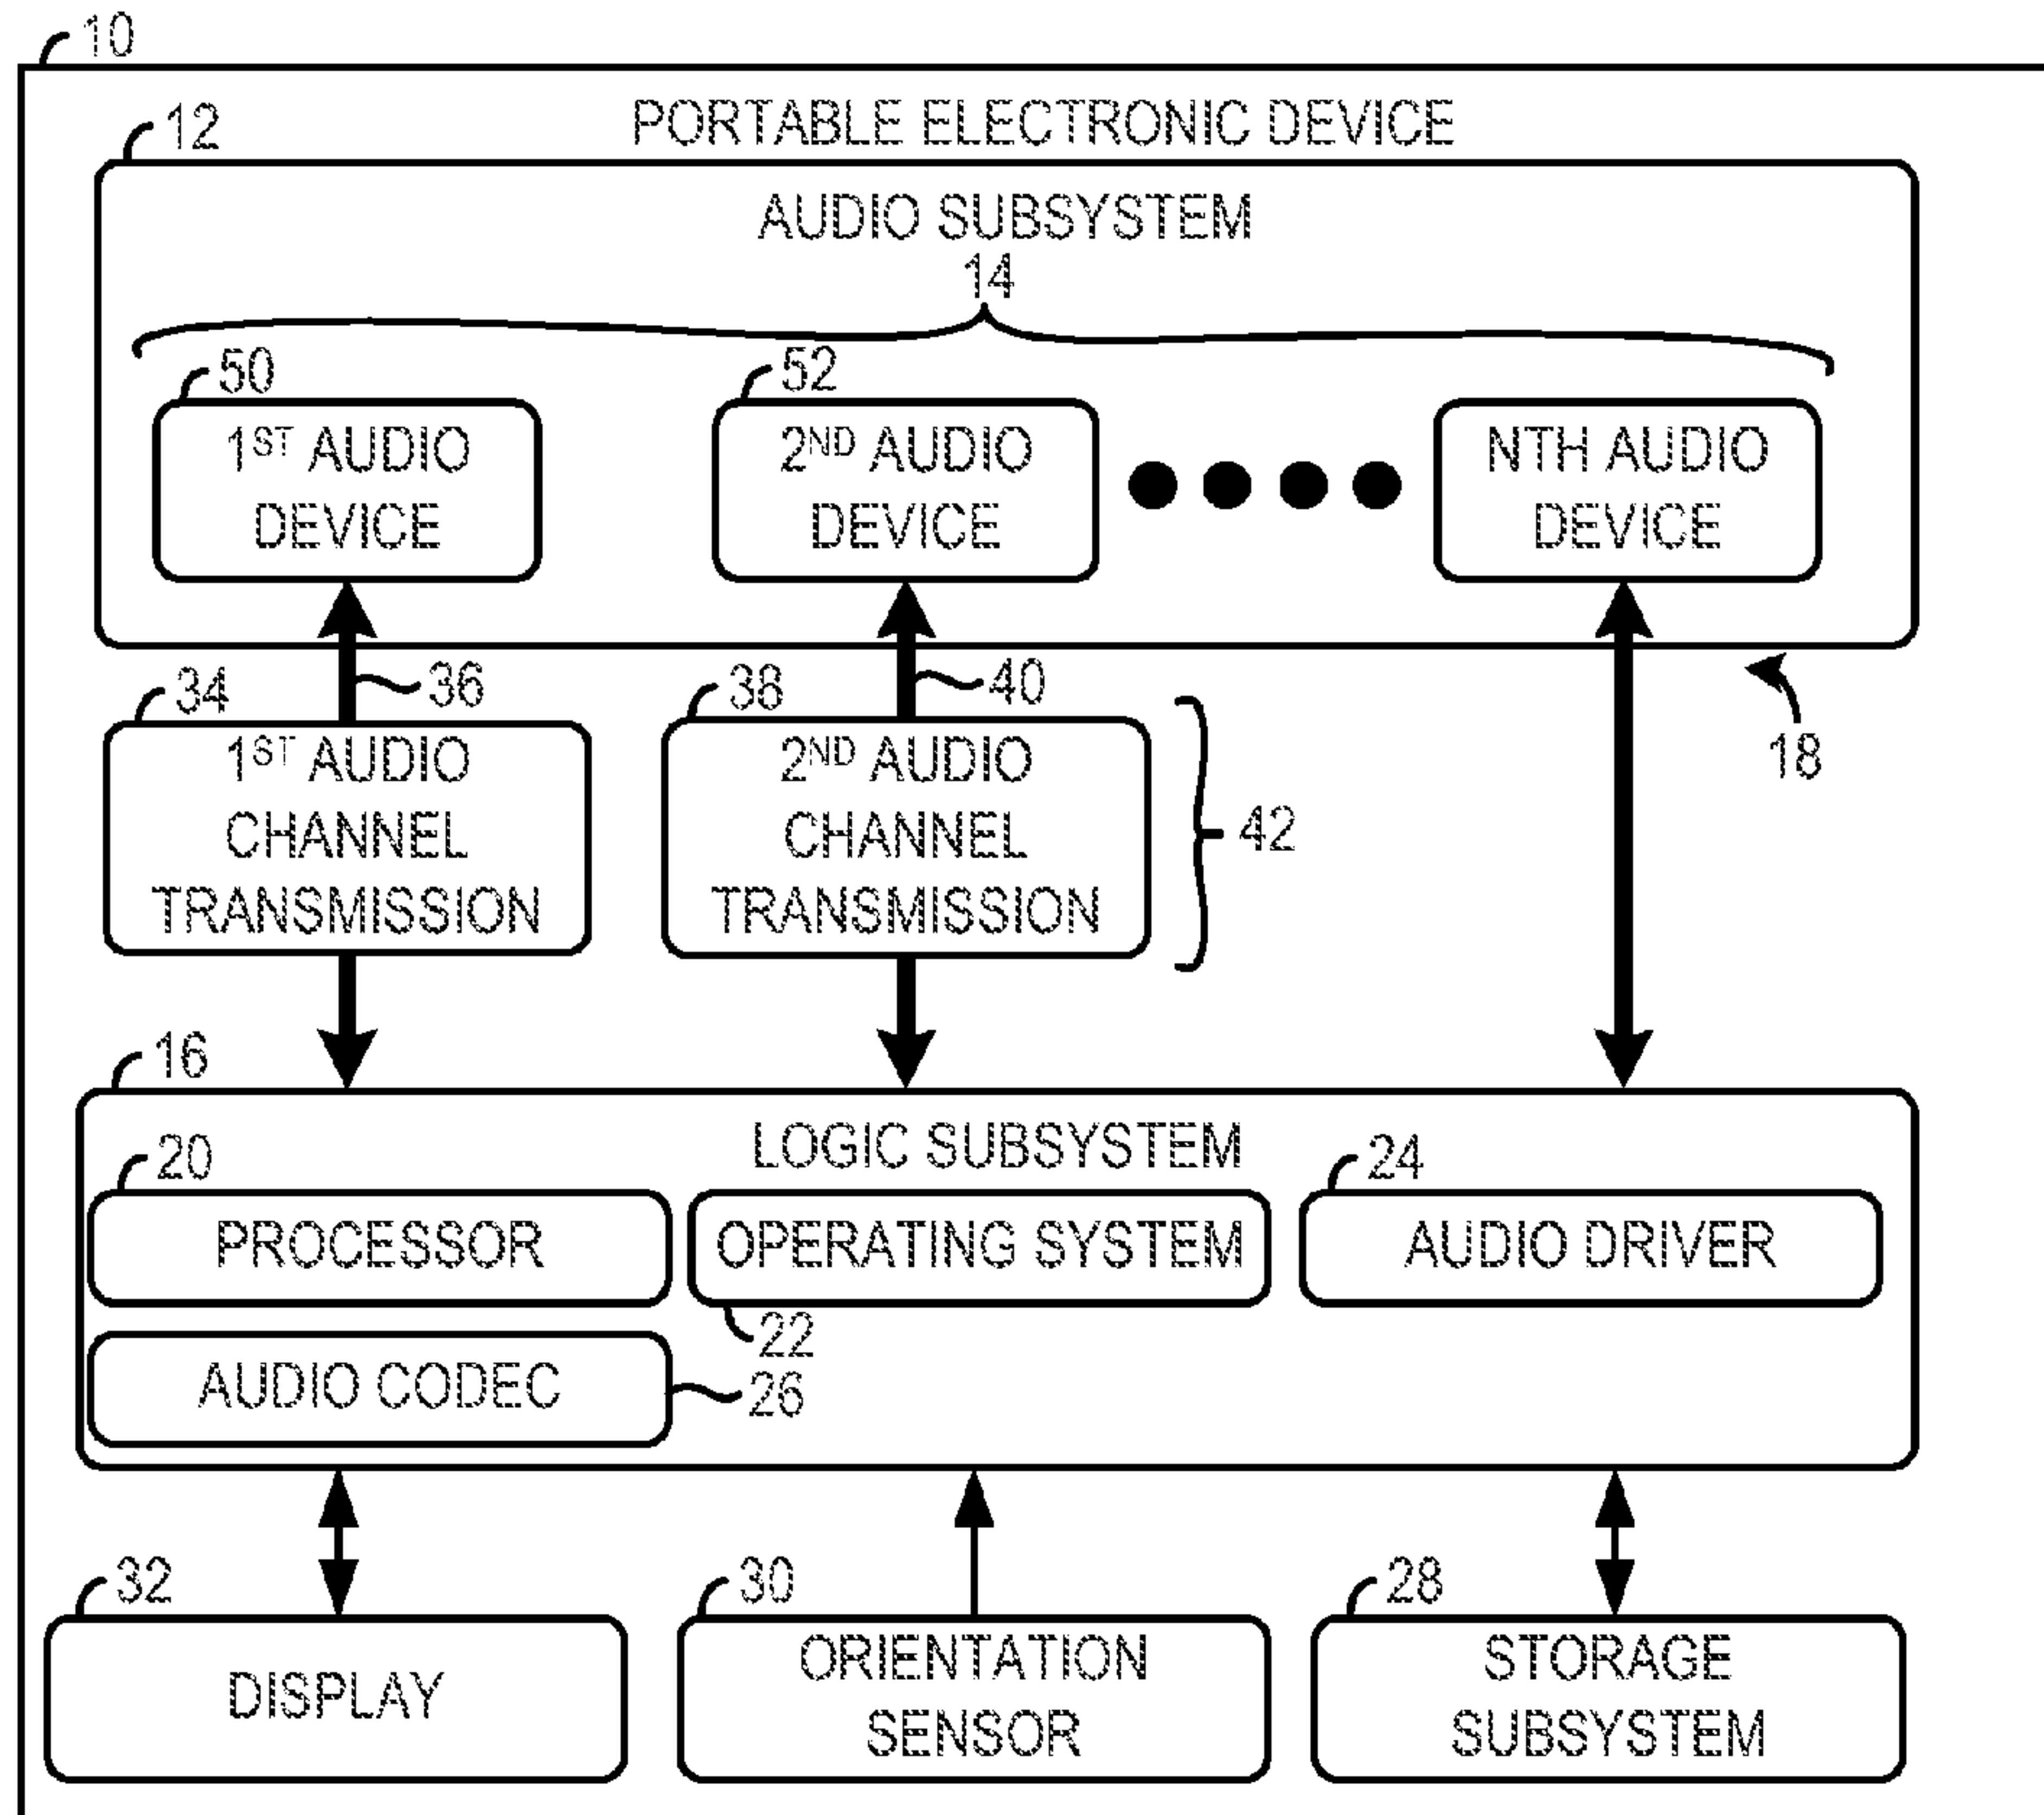 10
PORTABLE ELECTRONIC DEVICE
12
AUDIO SUBSYSTEM
14
50
1ST AUDIO
DEVICE
52
2ND AUDIO
DEVICE
NTH AUDIO
DEVICE
34
36
38
40
18
1ST AUDIO
CHANNEL
TRANSMISSION
2ND AUDIO
CHANNEL
TRANSMISSION
42
16
LOGIC SUBSYSTEM
20
PROCESSOR
OPERATING SYSTEM
22
24
AUDIO DRIVER
AUDIO CODEC
26
32
DISPLAY
30
ORIENTATION
SENSOR
28
STORAGE
SUBSYSTEM